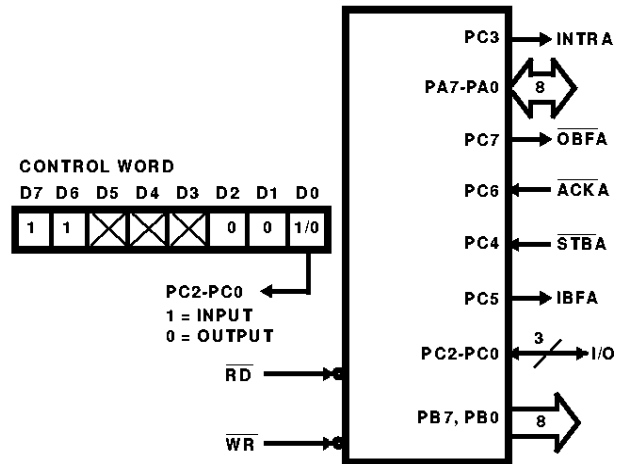 PC3 INTRA
PA7-PA0 8
PC7 OBFA
CONTROL WORD
D7 D6 D5 D4 D3 D2 D1 D0
1 1 0 0 1/0
PC6 ACKA
PC4 STBA
PC2-PC0
1 = INPUT
0 = OUTPUT
PC5 IBFA
PC2-PC0 3 I/O
RD
PB7, PB0 8
WR